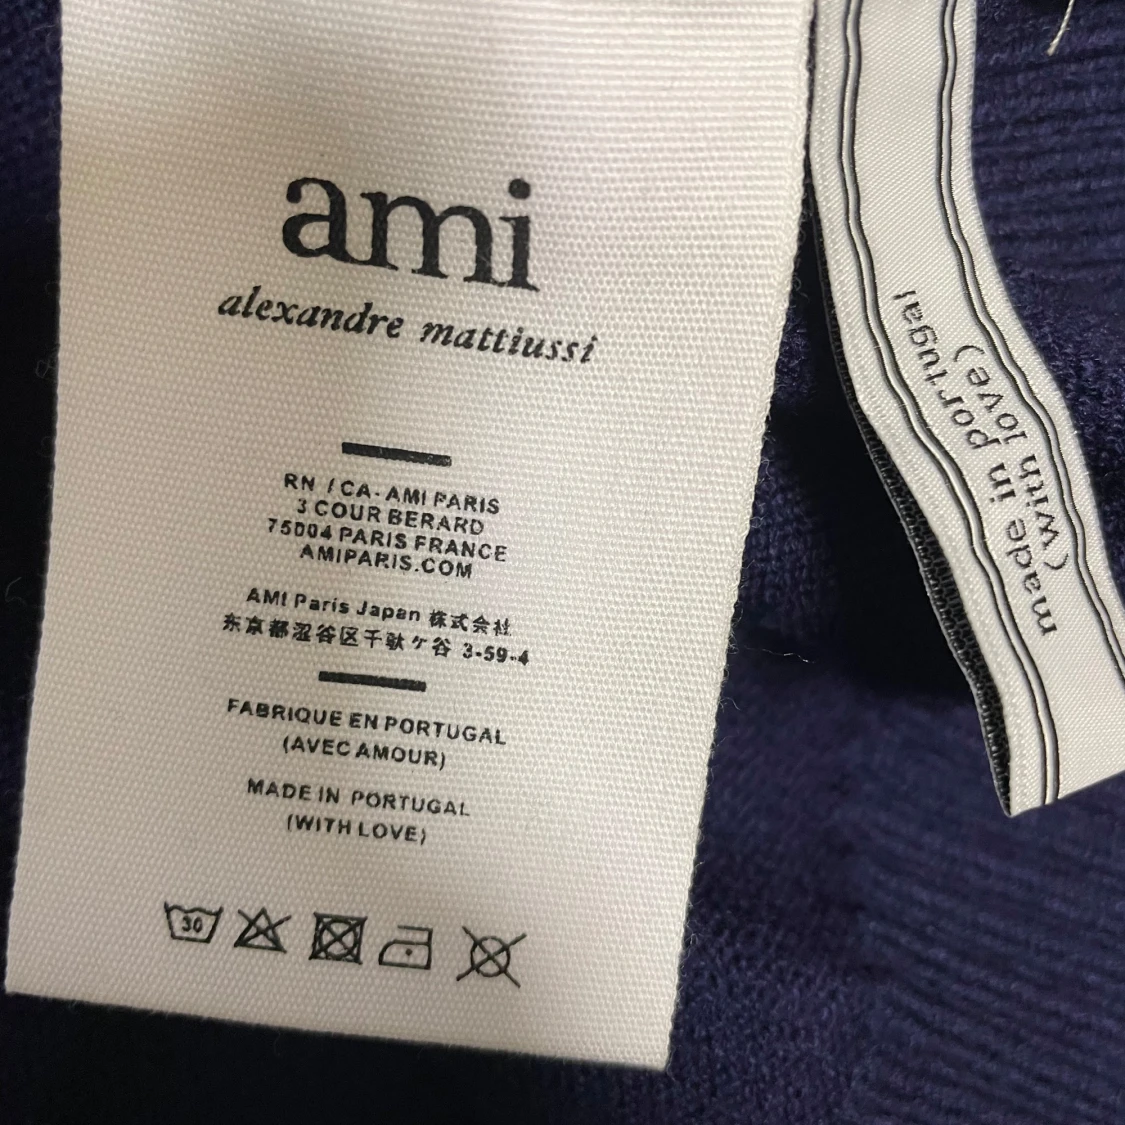 ami
alexandre mattiussi
RN / CA - AMI PARIS
3 COUR BERARD
75004 PARIS FRANCE
AMIPARIS.COM
AMI Paris Japan 株式会社
东京都涩谷区千駄ケ谷 3-59-4
FABRIQUE EN PORTUGAL
(AVEC AMOUR)
MADE IN PORTUGAL
(WITH LOVE)
30
made in portugal
(with love)